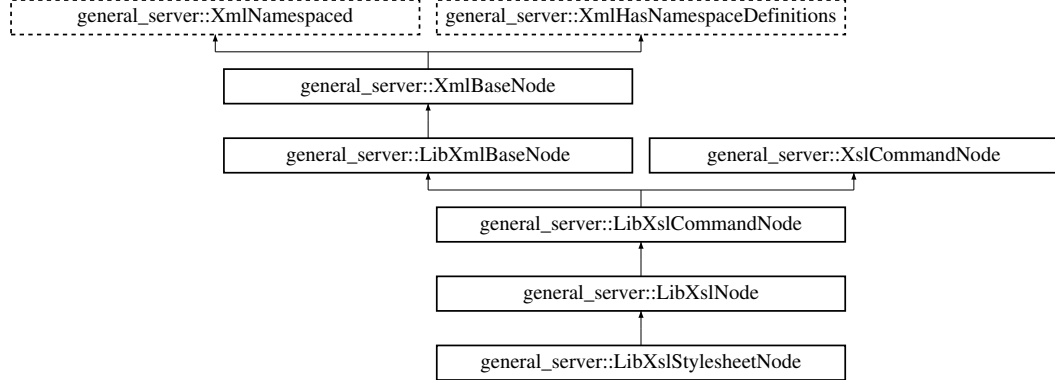 general_server::XmlNamespaced
general_server::XmlHasNamespaceDefinitions
general_server::XmlBaseNode
general_server::LibXmlBaseNode
general_server::XslCommandNode
general_server::LibXslCommandNode
general_server::LibXslNode
general_server::LibXslStylesheetNode